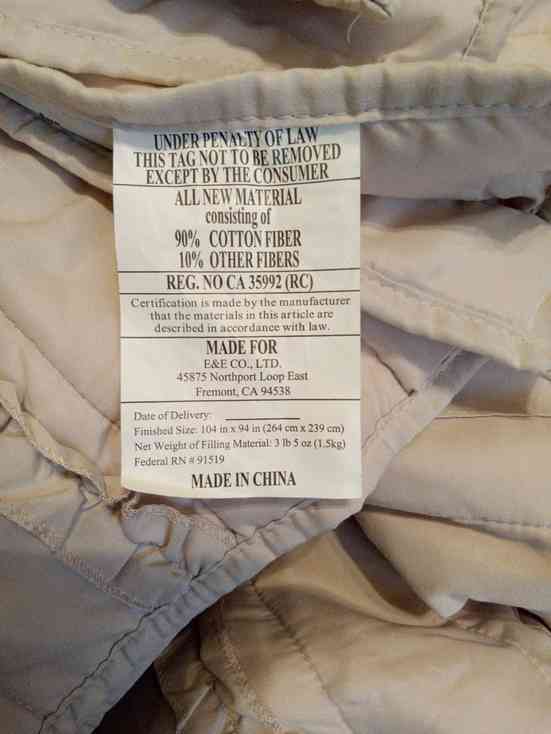 UNDER PENALTY OF LAW
THIS TAG NOT TO BE REMOVED
EXCEPT BY THE CONSUMER
ALL NEW MATERIAL
consisting of
90% COTTON FIBER
10% OTHER FIBERS
REG. NO CA 35992 (RC)
Certification is made by the manufacturer
that the materials in this article are
described in accordance with law.
MADE FOR
E&E CO., LTD.
45875 Northport Loop East
Fremont, CA 94538
Date of Delivery:
Finished Size: 104 in x 94 in (264 cm x 239 cm)
Net Weight of Filling Material: 3 lb 5 oz (1.5kg)
Federal RN # 91519
MADE IN CHINA